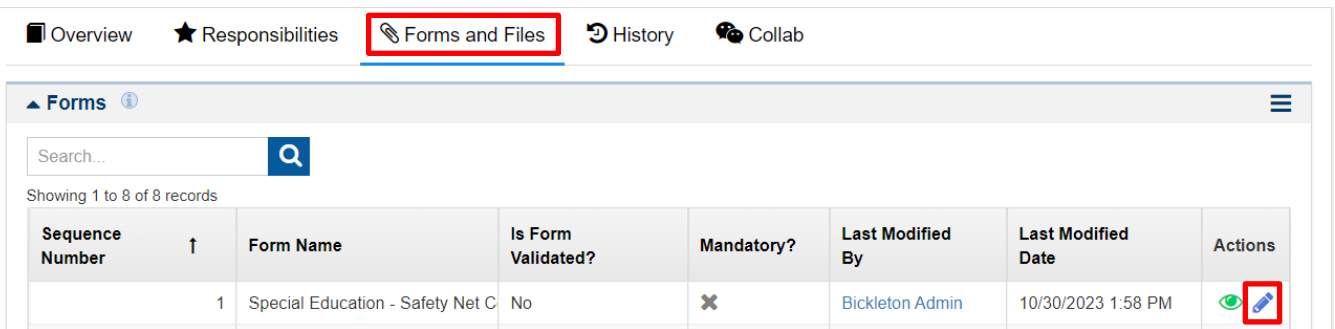 Overview Responsibilities Forms and Files History Collab
Forms
Search...
Showing 1 to 8 of 8 records
Sequence Number Form Name Is Form Validated? Mandatory? Last Modified By Last Modified Date Actions
1 Special Education - Safety Net C No Bickleton Admin 10/30/2023 1:58 PM